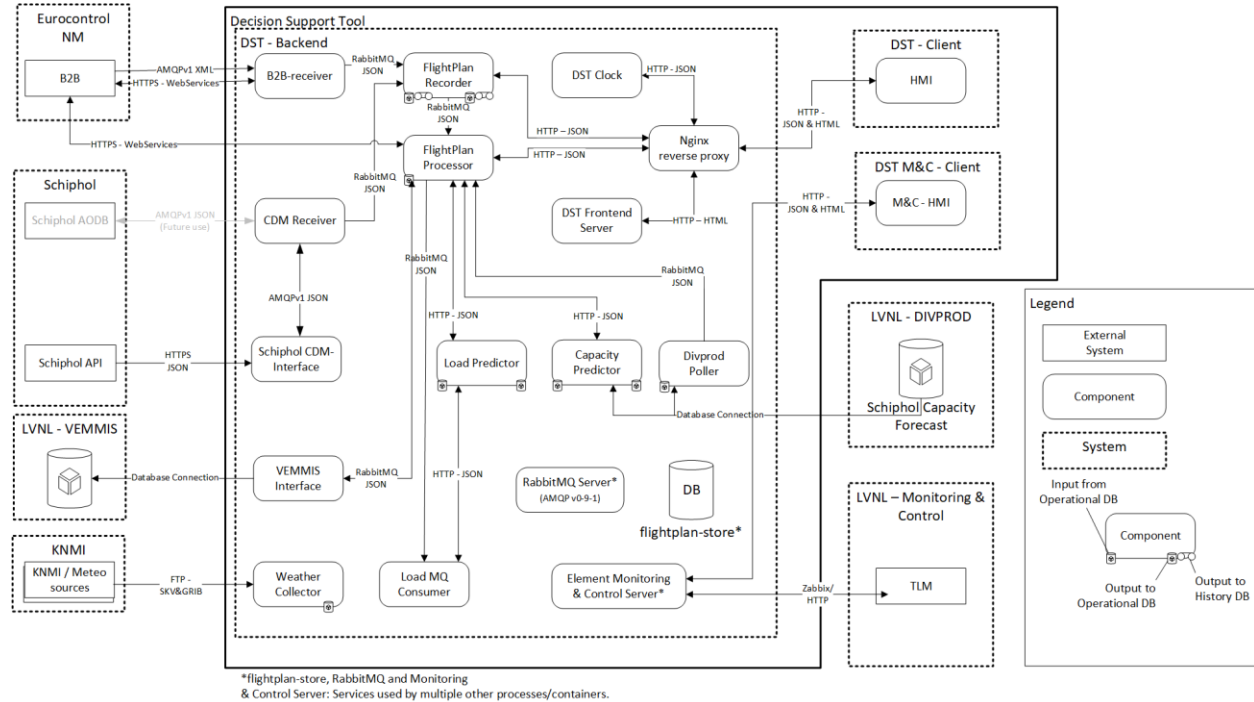 Eurocontrol
NM
B2B
AMQPv1 XML
HTTPS - WebServices
HTTPS - WebServices
Schiphol
Schiphol AODB
AMQPv1 JSON
(Future use)
Schiphol API
HTTPS
JSON
LVNL - VEMMIS
Database Connection
KNMI
KNMI / Meteo
sources
FTP -
SKV&GRIB
Decision Support Tool
DST - Backend
B2B-receiver
RabbitMQ
JSON
FlightPlan
Recorder
RabbitMQ
JSON
FlightPlan
Processor
RabbitMQ
JSON
CDM Receiver
AMQPv1 JSON
Schiphol CDM-
Interface
VEMMIS
Interface
RabbitMQ
JSON
Weather
Collector
RabbitMQ
JSON
Load MQ
Consumer
HTTP - JSON
Load Predictor
HTTP - JSON
HTTP - JSON
Capacity
Predictor
RabbitMQ
JSON
Divprod
Poller
Database Connection
DST Clock
HTTP - JSON
HTTP – JSON
HTTP - JSON
Nginx
reverse proxy
DST Frontend
Server
HTTP – HTML
RabbitMQ Server*
(AMQP v0-9-1)
DB
flightplan-store*
Element Monitoring
& Control Server*
HTTP -
JSON & HTML
HTTP -
JSON & HTML
Zabbix/
HTTP
DST - Client
HMI
DST M&C - Client
M&C - HMI
LVNL - DIVPROD
Schiphol Capacity
Forecast
LVNL – Monitoring &
Control
TLM
Legend
External
System
Component
System
Input from
Operational DB
Component
Output to
Operational DB
Output to
History DB
*flightplan-store, RabbitMQ and Monitoring
& Control Server: Services used by multiple other processes/containers.